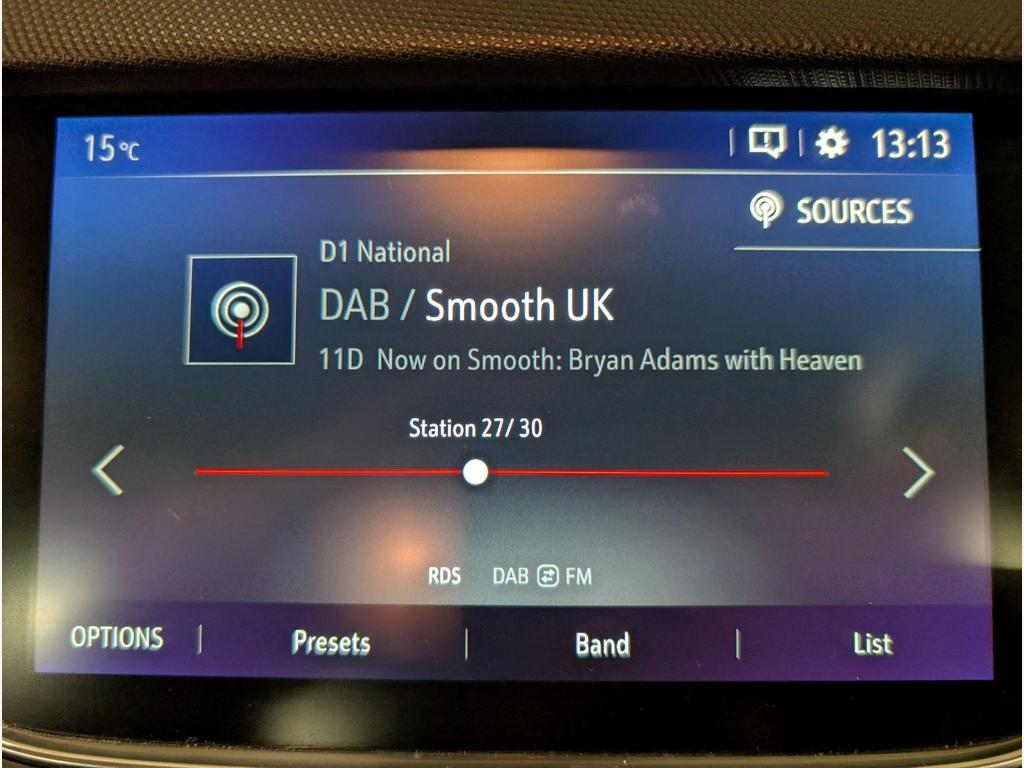 15°C 13:13
SOURCES
D1 National
DAB / Smooth UK
11D Now on Smooth: Bryan Adams with Heaven
Station 27/ 30
RDS DAB FM
OPTIONS Presets Band List